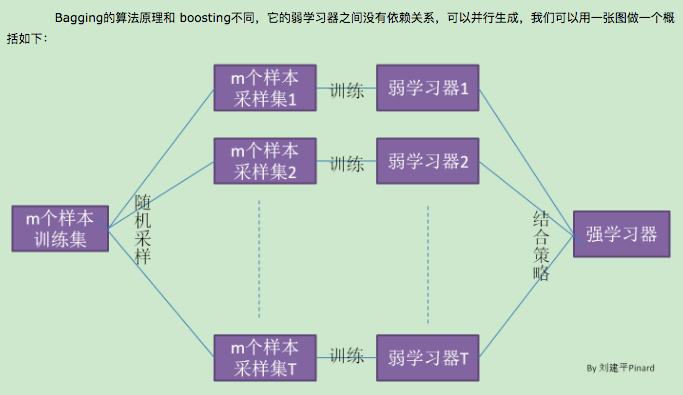 Bagging的算法原理和 boosting不同，它的弱学习器之间没有依赖关系，可以并行生成，我们可以用一张图做一个概
括如下：
m个样本
采样集1
训练
弱学习器1
m个样本
采样集2
训练
弱学习器2
m个样本
训练集
随机采样
结合策略
强学习器
m个样本
采样集T
训练
弱学习器T
By 刘建平Pinard